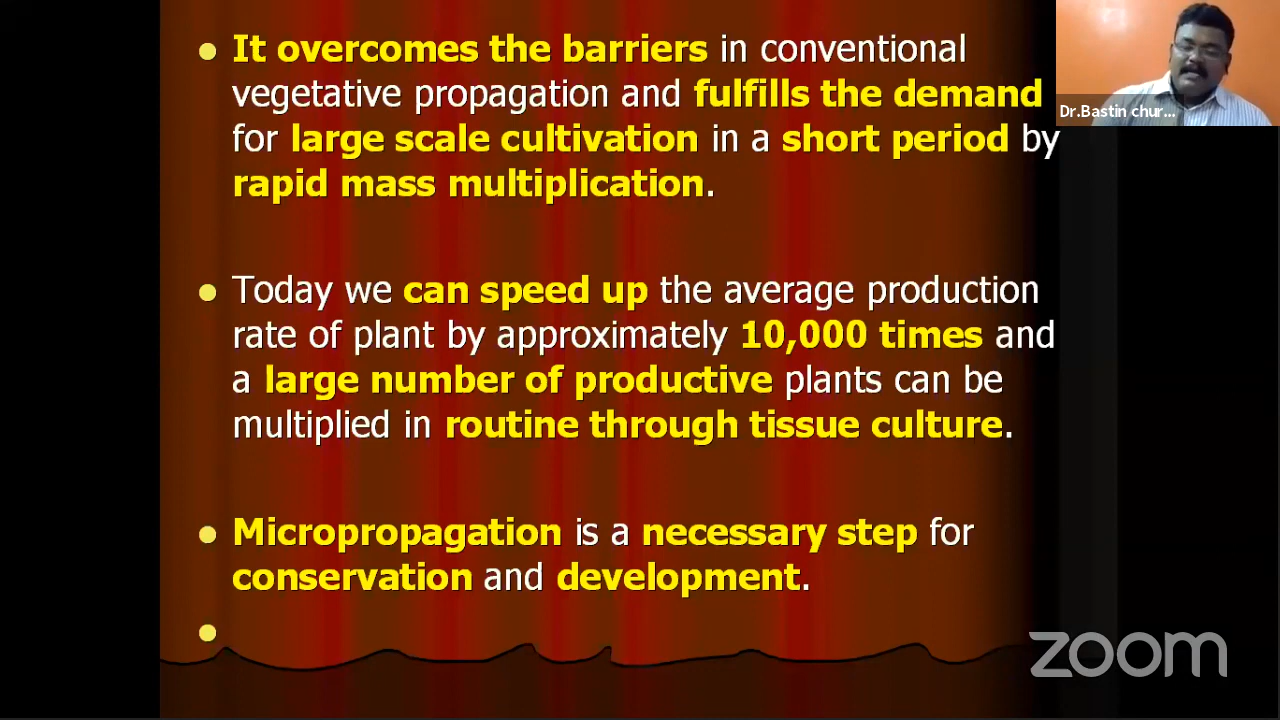 It overcomes the barriers in conventional
vegetative propagation and fulfills the demand
for large scale cultivation in a short period by
rapid mass multiplication.
Today we can speed up the average production
rate of plant by approximately 10,000 times and
a large number of productive plants can be
multiplied in routine through tissue culture.
Micropropagation is a necessary step for
conservation and development.
Dr.Bastin chur...
zoom